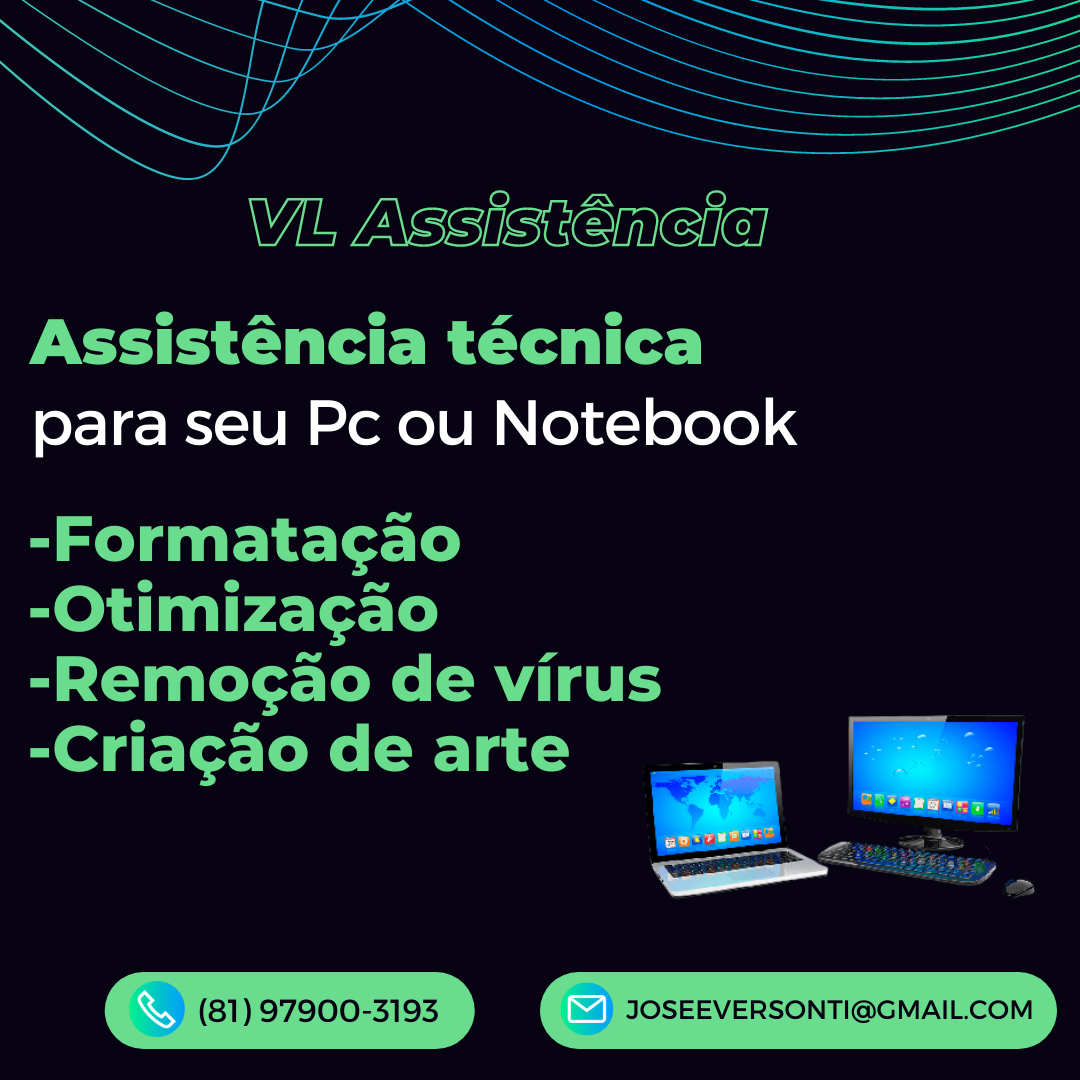 VL Assistência
Assistência técnica
para seu Pc ou Notebook
-Formatação
-Otimização
-Remoção de vírus
-Criação de arte
(81) 97900-3193
JOSEEVERSONTI@GMAIL.COM